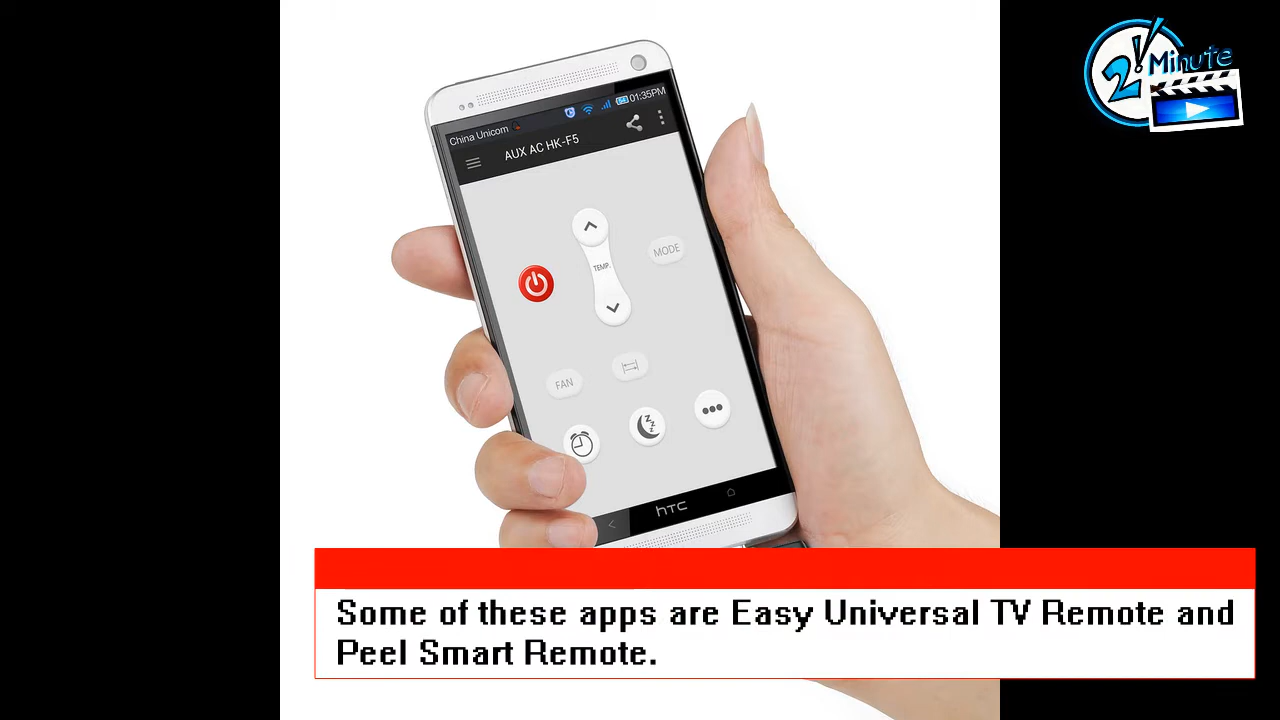 2! Minute
China Unicom 01:35PM
AUX AC HK-F5
TEMP.
MODE
FAN
z z z
hTC
Some of these apps are Easy Universal TV Remote and
Peel Smart Remote.